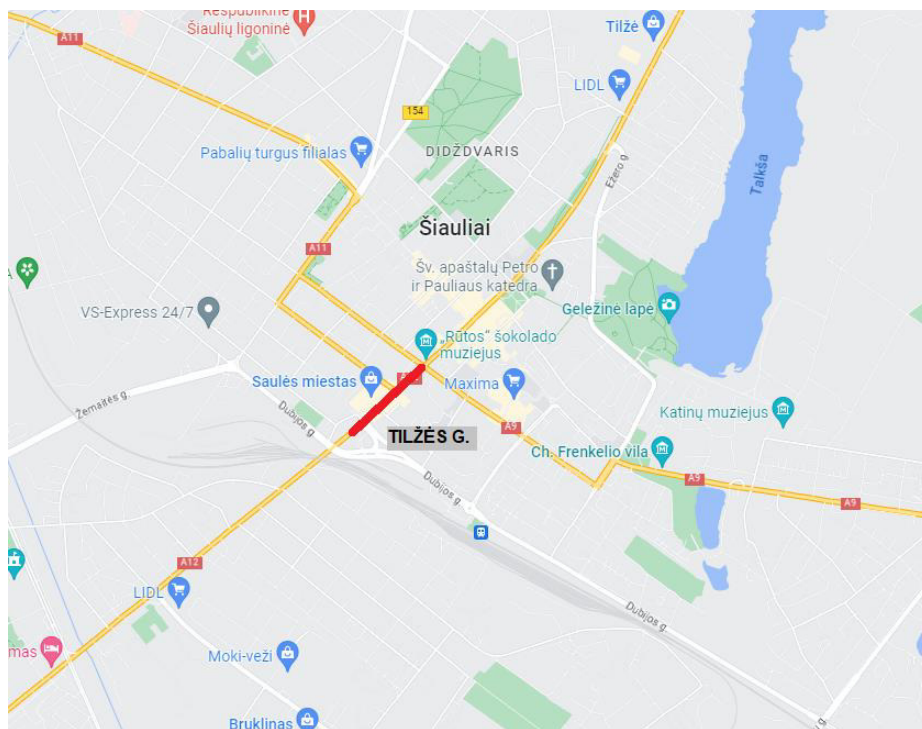 Respublikinė
Šiaulių ligoninė
A11
Tilžė
LIDL
154
Pabalių turgus filialas
DIDŽDVARIS
Ežero g.
Talkša
Šiauliai
A11
Šv. apaštalų Petro
ir Pauliaus katedra
VS-Express 24/7
Geležinė lapė
„Rūtos“ šokolado
muziejus
Saulės miestas
Maxima
Žemaitės g.
Dubijos g.
TILŽĖS G.
A9
Katinų muziejus
Ch. Frenkelio vila
A9
A9
Dubijos g.
A12
LIDL
Dubijos g.
mas
Moki-veži
Bruklinas
g.